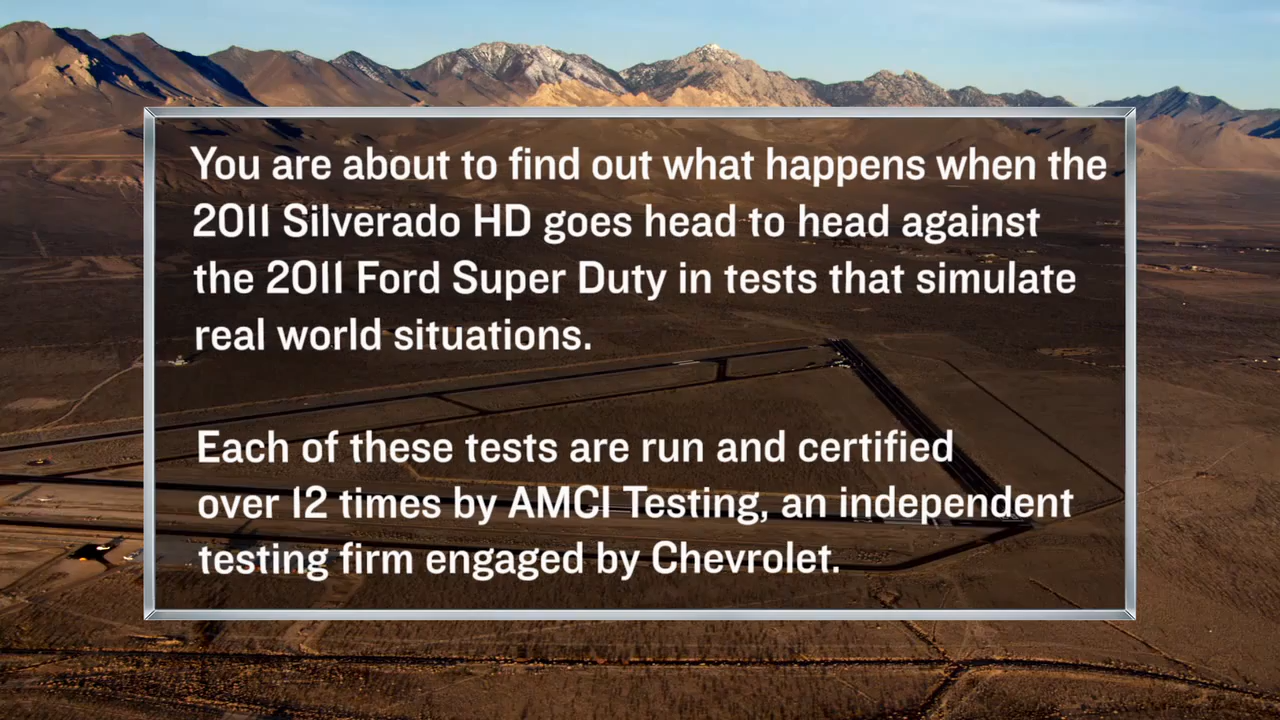 You are about to find out what happens when the
2011 Silverado HD goes head to head against
the 2011 Ford Super Duty in tests that simulate
real world situations.
Each of these tests are run and certified
over 12 times by AMCI Testing, an independent
testing firm engaged by Chevrolet.